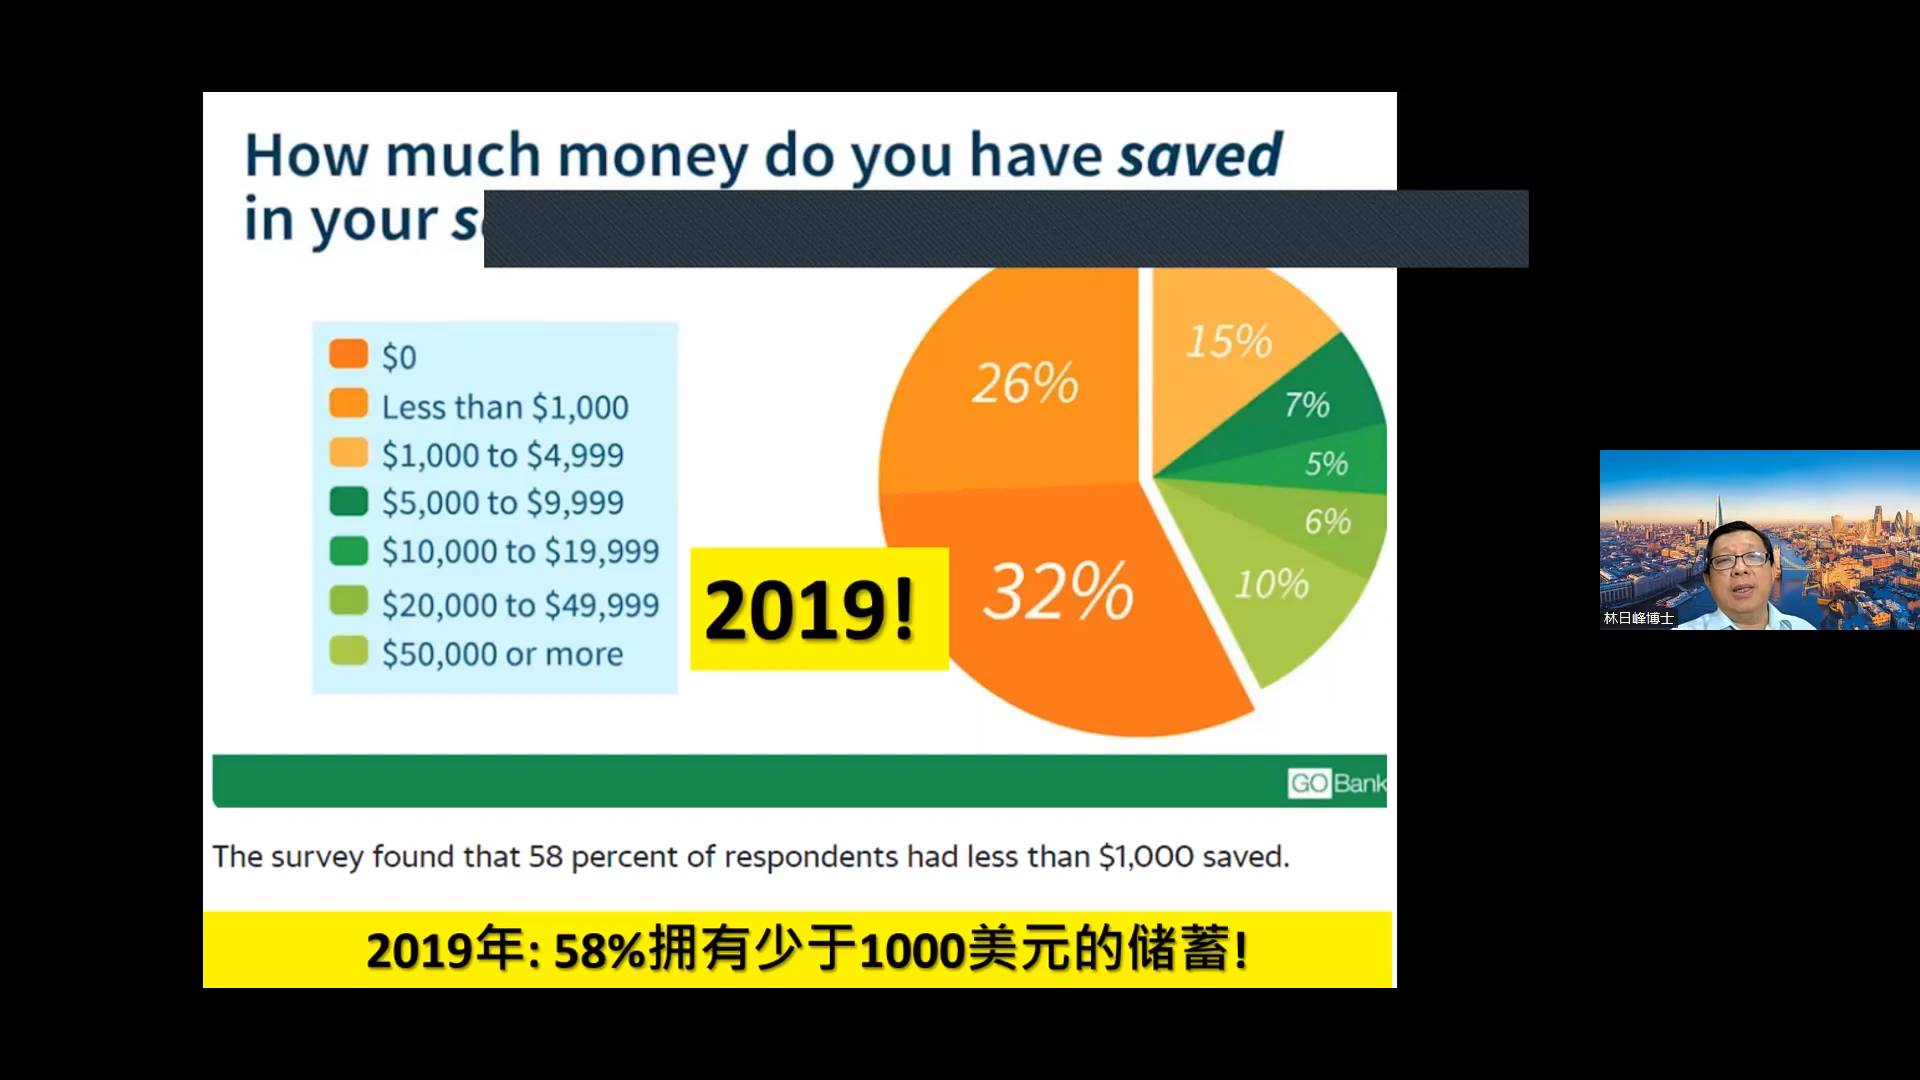 How much money do you have saved
in your
$0
Less than $1,000
$1,000 to $4,999
$5,000 to $9,999
$10,000 to $19,999
$20,000 to $49,999
$50,000 or more
26%
15%
7%
5%
6%
10%
32%
2019!
GO Bank
The survey found that 58 percent of respondents had less than $1,000 saved.
2019年: 58%拥有少于1000美元的储蓄!
林日峰博士